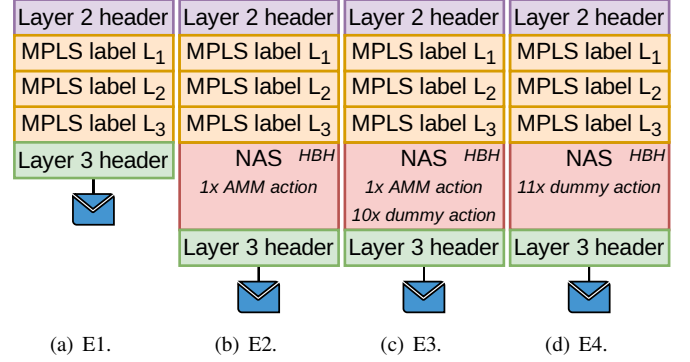 Layer 2 header
MPLS label L1
MPLS label L2
MPLS label L3
Layer 3 header
(a) E1.
Layer 2 header
MPLS label L1
MPLS label L2
MPLS label L3
NAS HBH
1x AMM action
Layer 3 header
(b) E2.
Layer 2 header
MPLS label L1
MPLS label L2
MPLS label L3
NAS HBH
1x AMM action
10x dummy action
Layer 3 header
(c) E3.
Layer 2 header
MPLS label L1
MPLS label L2
MPLS label L3
NAS HBH
11x dummy action
Layer 3 header
(d) E4.